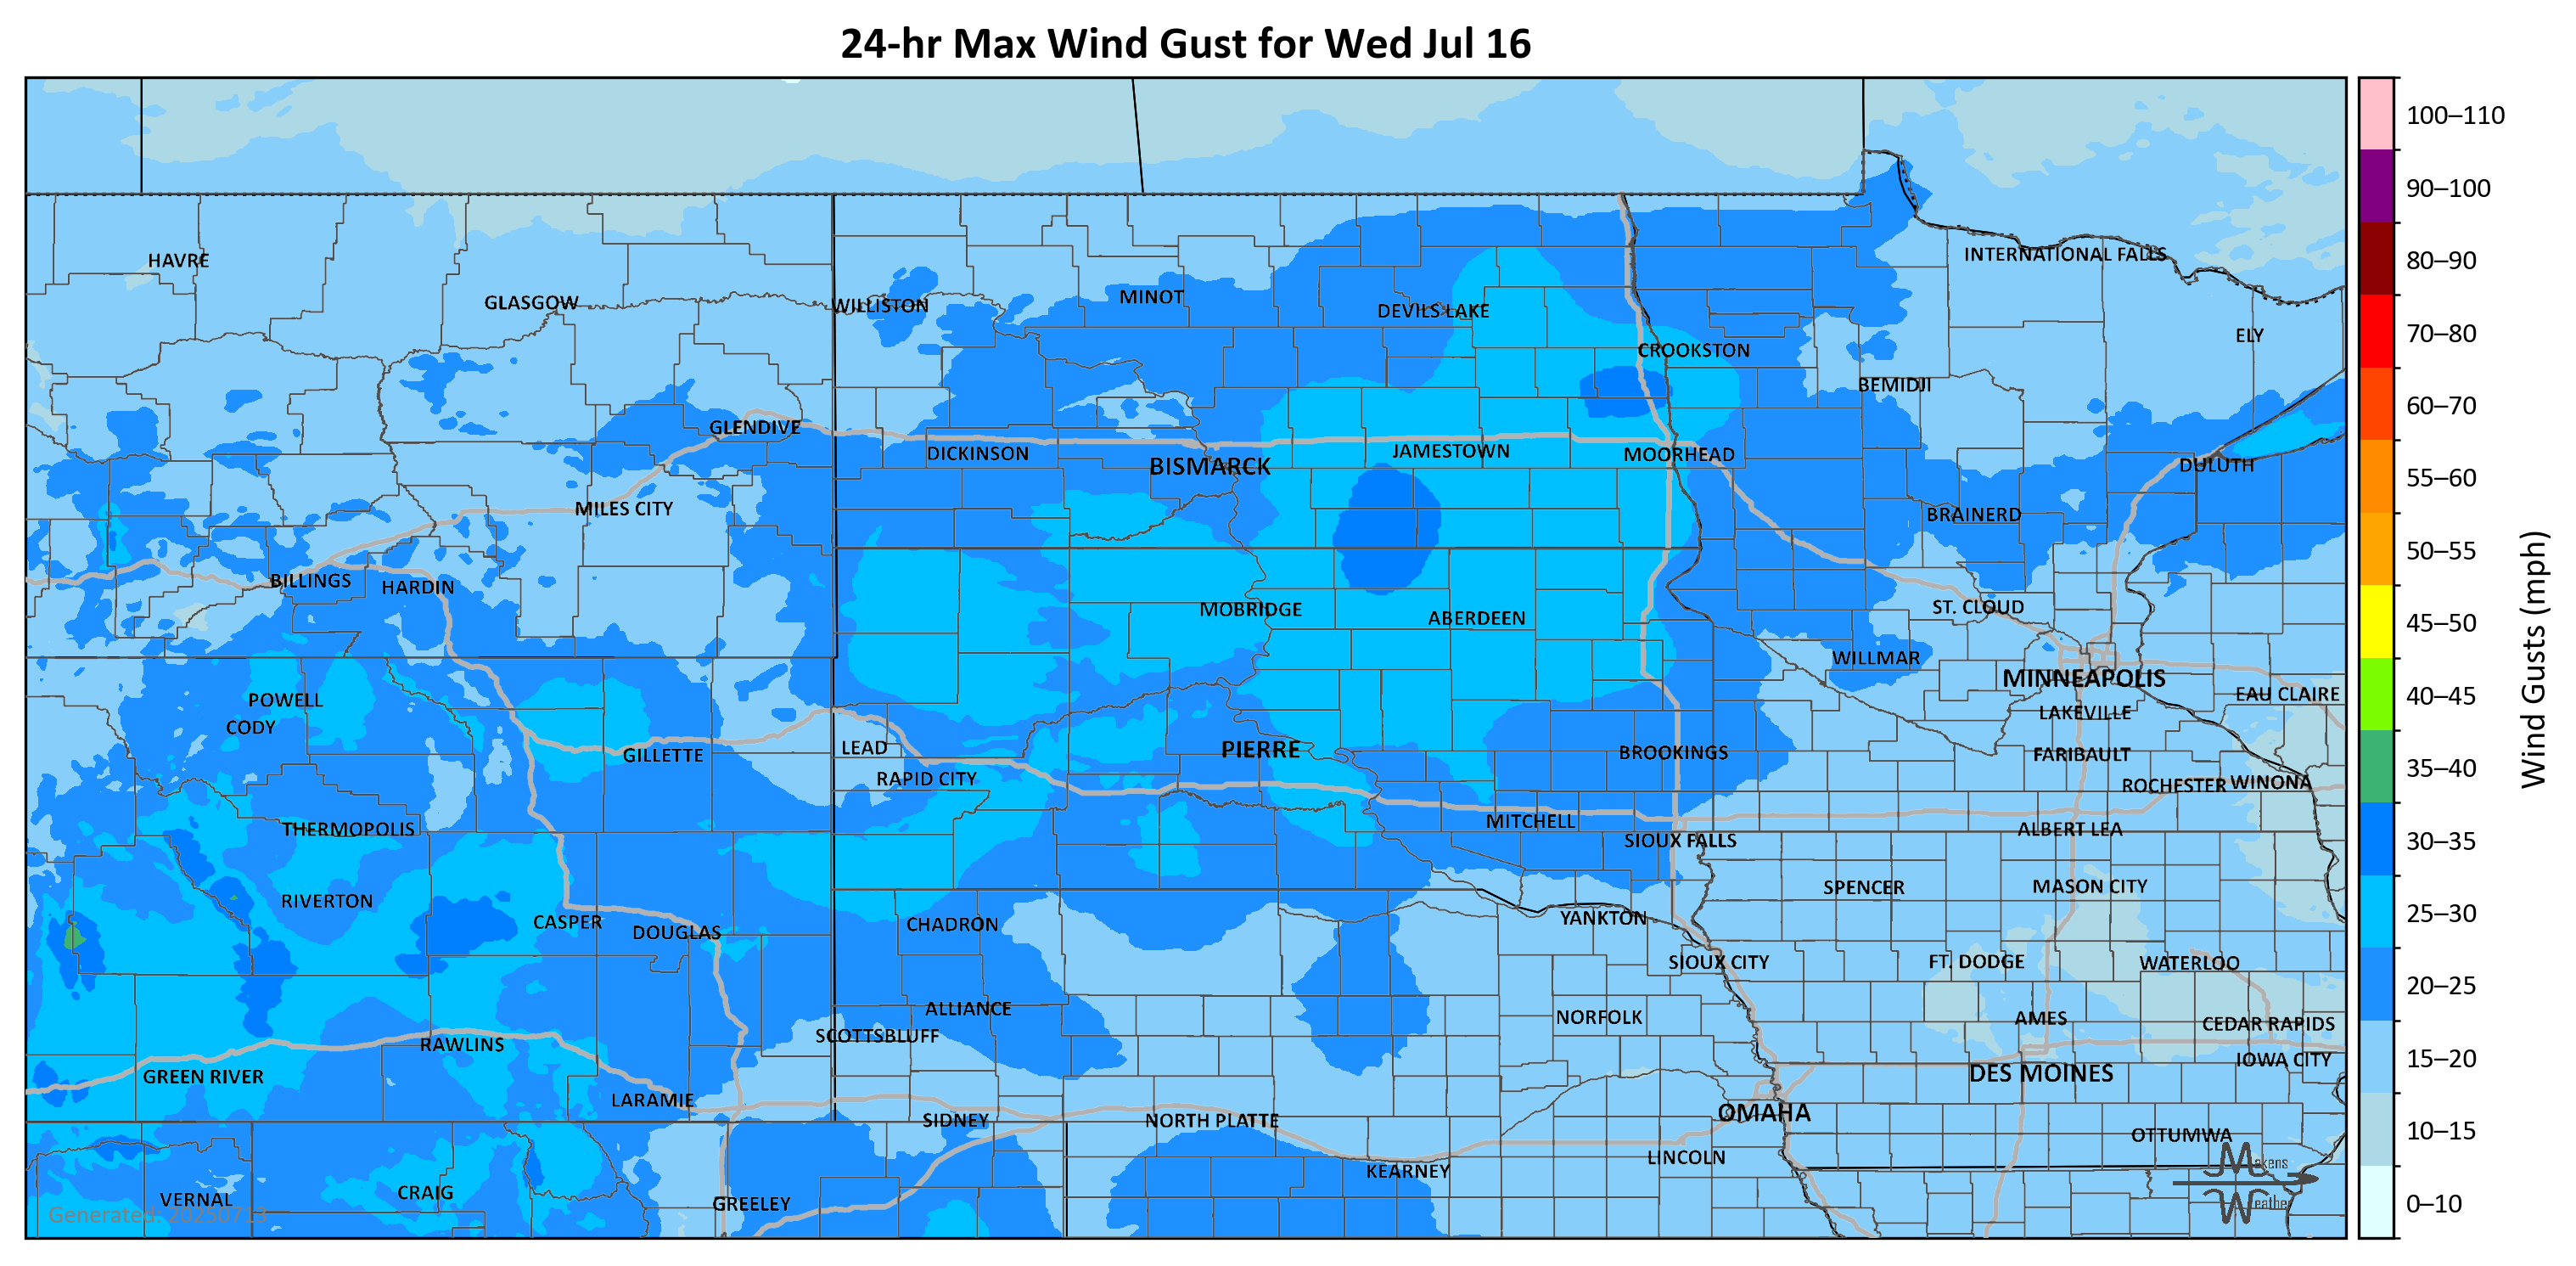 24-hr Max Wind Gust for Wed Jul 16
100–110
90–100
HAVRE
INTERNATIONAL FALLS
80–90
GLASGOW
WILLISTON
MINOT
DEVILS LAKE
70–80
ELY
CROOKSTON
BEMIDJI
60–70
GLENDIVE
DICKINSON
BISMARCK
JAMESTOWN
MOORHEAD
DULUTH
55–60
MILES CITY
BRAINERD
50–55
BILLINGS
HARDIN
MOBRIDGE
ABERDEEN
ST. CLOUD
45–50
WILLMAR
MINNEAPOLIS
EAU CLAIRE
40–45
POWELL
CODY
LAKEVILLE
Wind Gusts (mph)
GILLETTE
LEAD
PIERRE
BROOKINGS
FARIBAULT
35–40
RAPID CITY
ROCHESTER
WINONA
THERMOPOLIS
MITCHELL
ALBERT LEA
SIOUX FALLS
30–35
RIVERTON
SPENCER
MASON CITY
CASPER
DOUGLAS
CHADRON
YANKTON
25–30
SIOUX CITY
FT. DODGE
WATERLOO
20–25
ALLIANCE
NORFOLK
AMES
CEDAR RAPIDS
SCOTTSBLUFF
RAWLINS
IOWA CITY
15–20
GREEN RIVER
DES MOINES
LARAMIE
SIDNEY
NORTH PLATTE
OMAHA
OTTUMWA
10–15
KEARNEY
LINCOLN
Makens
Weather
VERNAL
CRAIG
GREELEY
0–10
Generated: 20250713